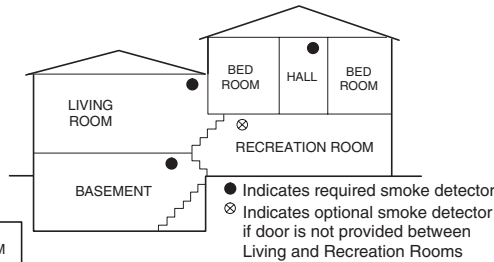 BED
ROOM
HALL
BED
ROOM
LIVING
ROOM
RECREATION ROOM
BASEMENT
Indicates required smoke detector
Indicates optional smoke detector
if door is not provided between
Living and Recreation Rooms